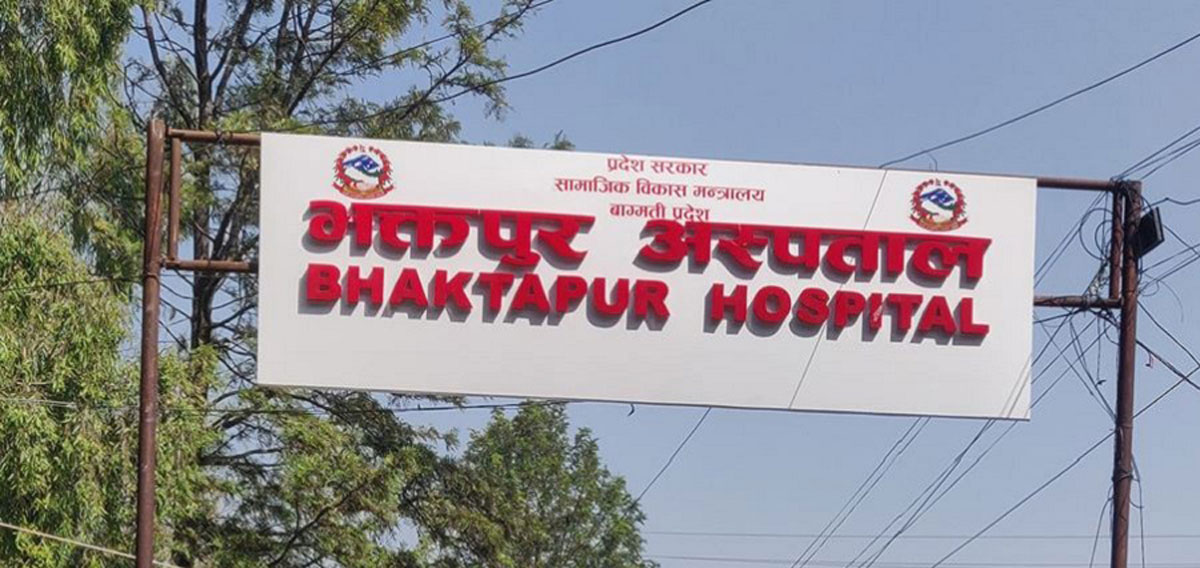 प्रदेश सरकार
सामाजिक विकास मन्त्रालय
बाग्मती प्रदेश
भक्तपुर अस्पताल
BHAKTAPUR HOSPITAL